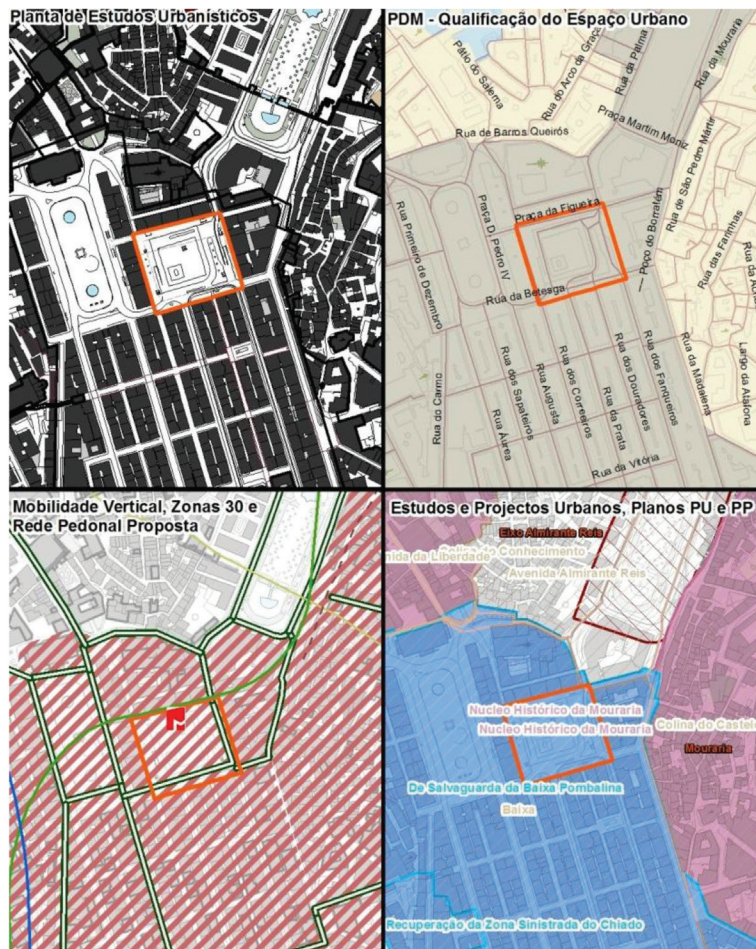 Planta de Estudos Urbanísticos
PDM - Qualificação do Espaço Urbano
Pátio do Salema
Rua do Arco da Graça
Rua da Palma
Rua da Mouraria
Praça Martim Moniz
Rua de Barros Queirós
Rua de São Pedro Mártir
Rua das Farinhas
Rua Primeiro de Dezembro
Praça D. Pedro IV
Praça da Figueira
Poço do Borratém
Rua da Betesga
Rua do Carmo
Rua Áurea
Rua dos Sapateiros
Rua Augusta
Rua dos Correeiros
Rua da Prata
Rua dos Douradores
Rua dos Fanqueiros
Rua da Madalena
Largo da Atafona
Rua da Vitória
Mobilidade Vertical, Zonas 30 e
Rede Pedonal Proposta
Estudos e Projectos Urbanos, Planos PU e PP
Eixo Almirante Reis
nida da Liberdade
do Conhecimento
Avenida Almirante Reis
Nucleo Histórico da Mouraria
Nucleo Histórico da Mouraria
Colina do Castelo
Mouraria
De Salvaguarda da Baixa Pombalina
Baixa
Recuperação da Zona Sinistrada do Chiado